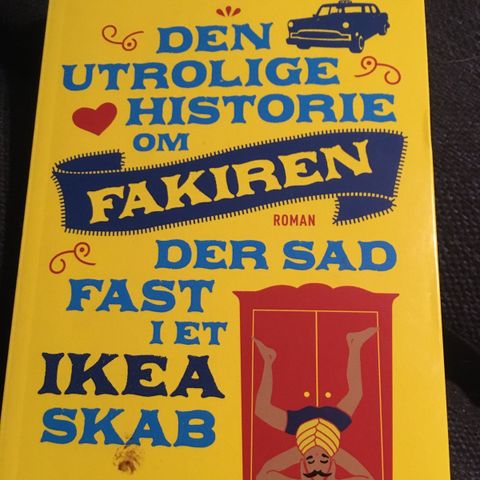 DEN
UTROLIGE
HISTORIE
OM
FAKIREN
ROMAN
DER SAD
FAST
I ET
IKEA
SKAB